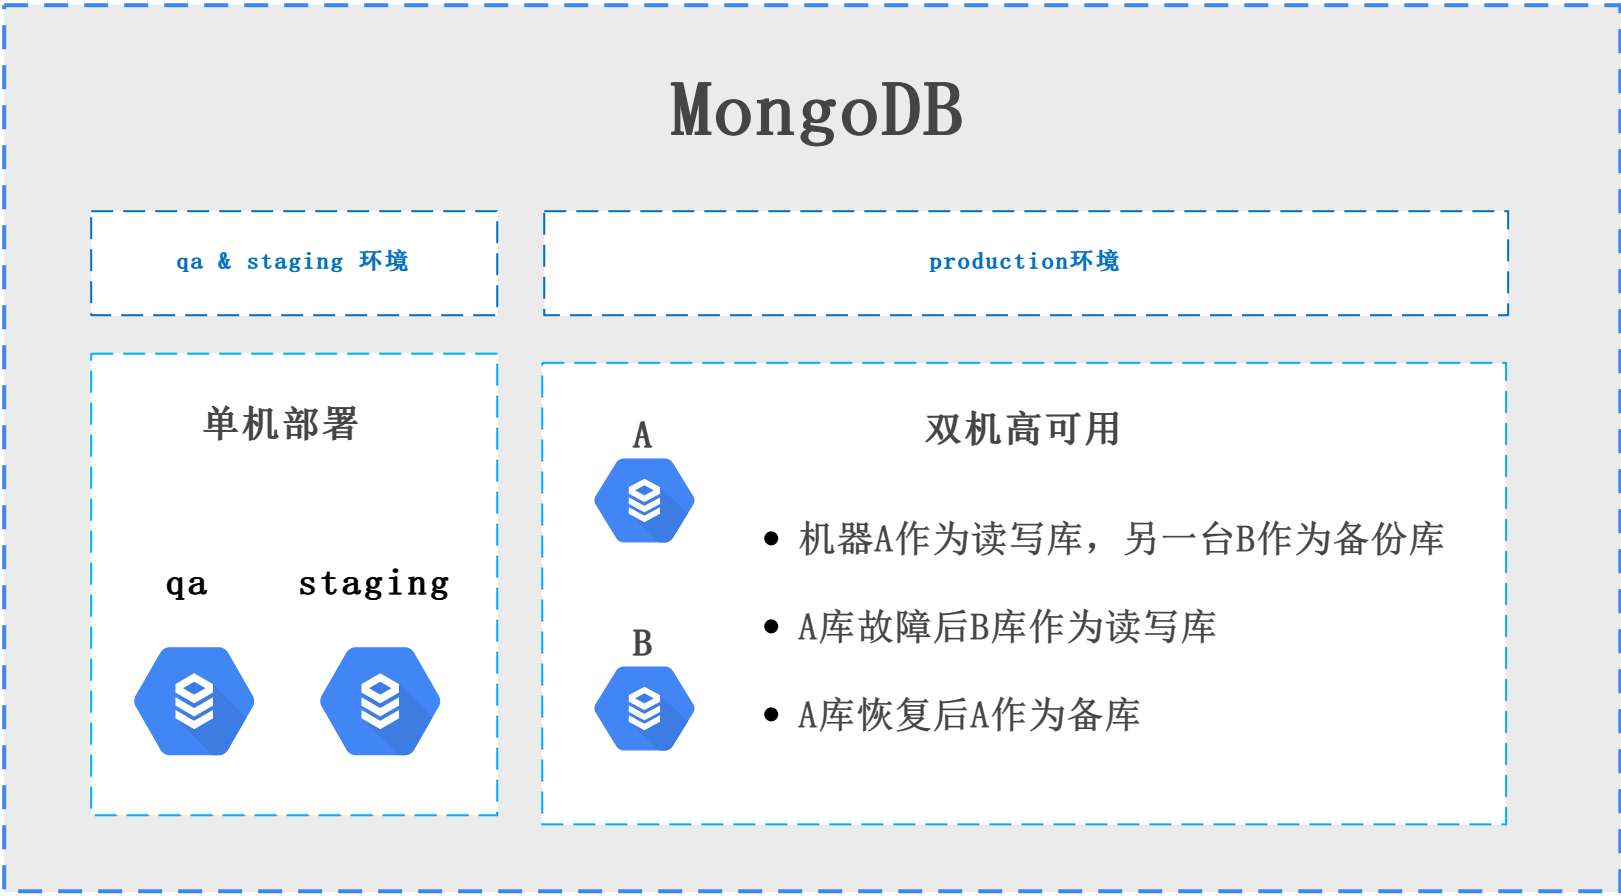 MongoDB
qa & staging 环境
production环境
单机部署
qa
staging
双机高可用
A
B
机器A作为读写库，另一台B作为备份库
A库故障后B库作为读写库
A库恢复后A作为备库